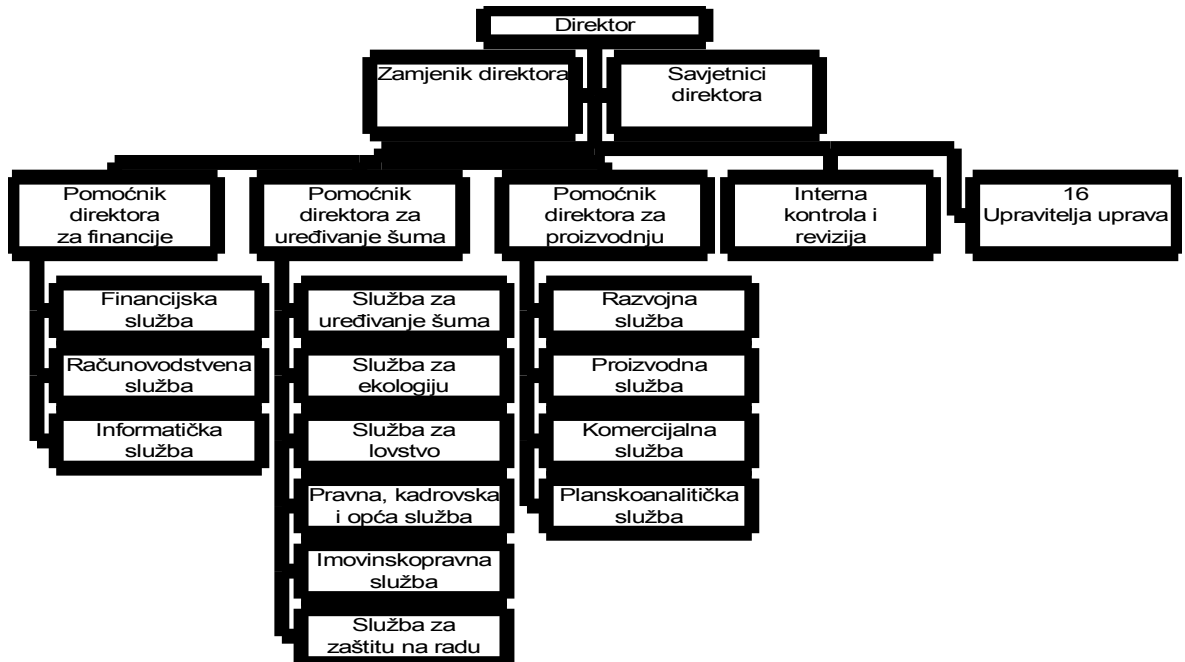 Direktor
Zamjenik direktora
Savjetnici
direktora
Pomoćnik
direktora
za financije
Pomoćnik
direktora za
uređivanje šuma
Pomoćnik
direktora za
proizvodnju
Interna
kontrola i
revizija
16
Upravitelja uprava
Financijska
služba
Računovodstvena
služba
Informatička
služba
Služba za
uređivanje šuma
Služba za
ekologiju
Služba za
lovstvo
Pravna, kadrovska
i opća služba
Imovinskopravna
služba
Služba za
zaštitu na radu
Razvojna
služba
Proizvodna
služba
Komercijalna
služba
Planskoanalitička
služba